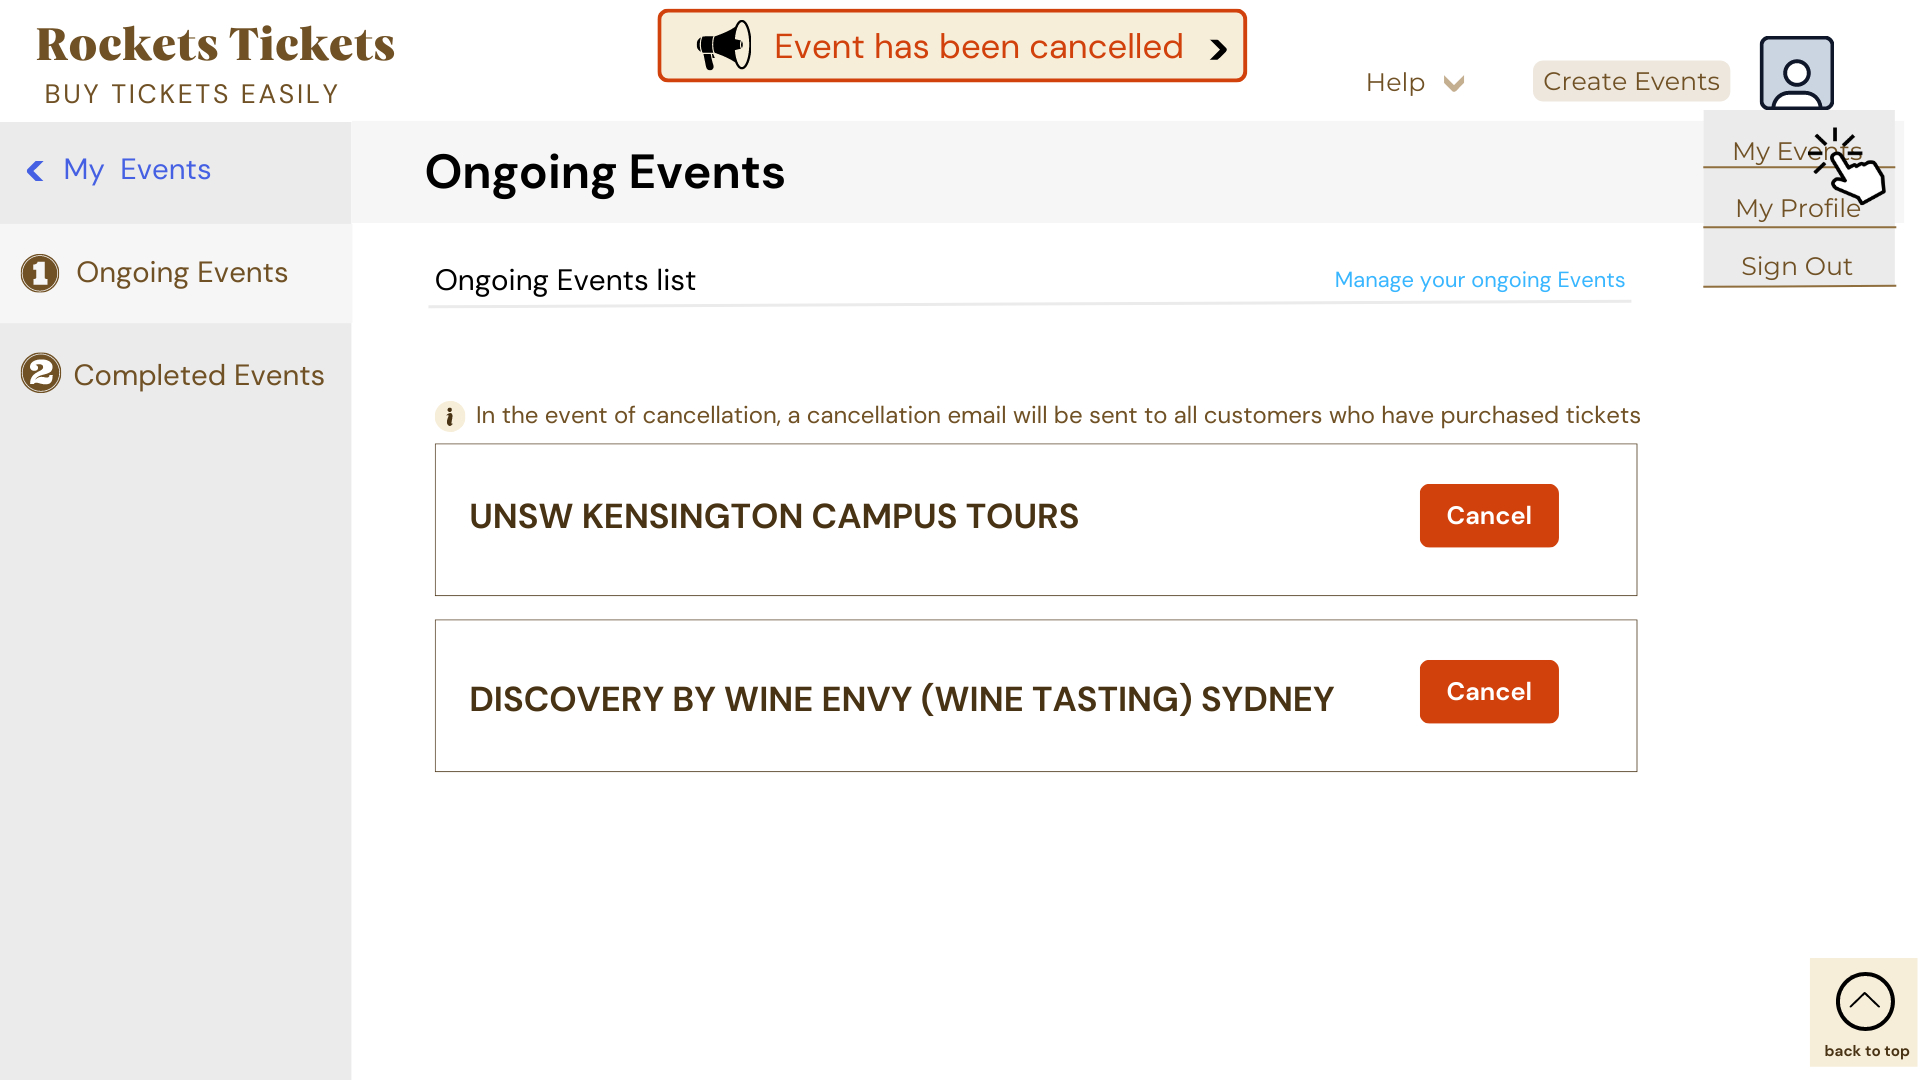 Rockets Tickets
BUY TICKETS EASILY
Event has been cancelled
Help
Create Events
My Events
My Profile
Sign Out
My Events
1 Ongoing Events
2 Completed Events
Ongoing Events
Ongoing Events list
Manage your ongoing Events
i In the event of cancellation, a cancellation email will be sent to all customers who have purchased tickets
UNSW KENSINGTON CAMPUS TOURS
Cancel
DISCOVERY BY WINE ENVY (WINE TASTING) SYDNEY
Cancel
back to top